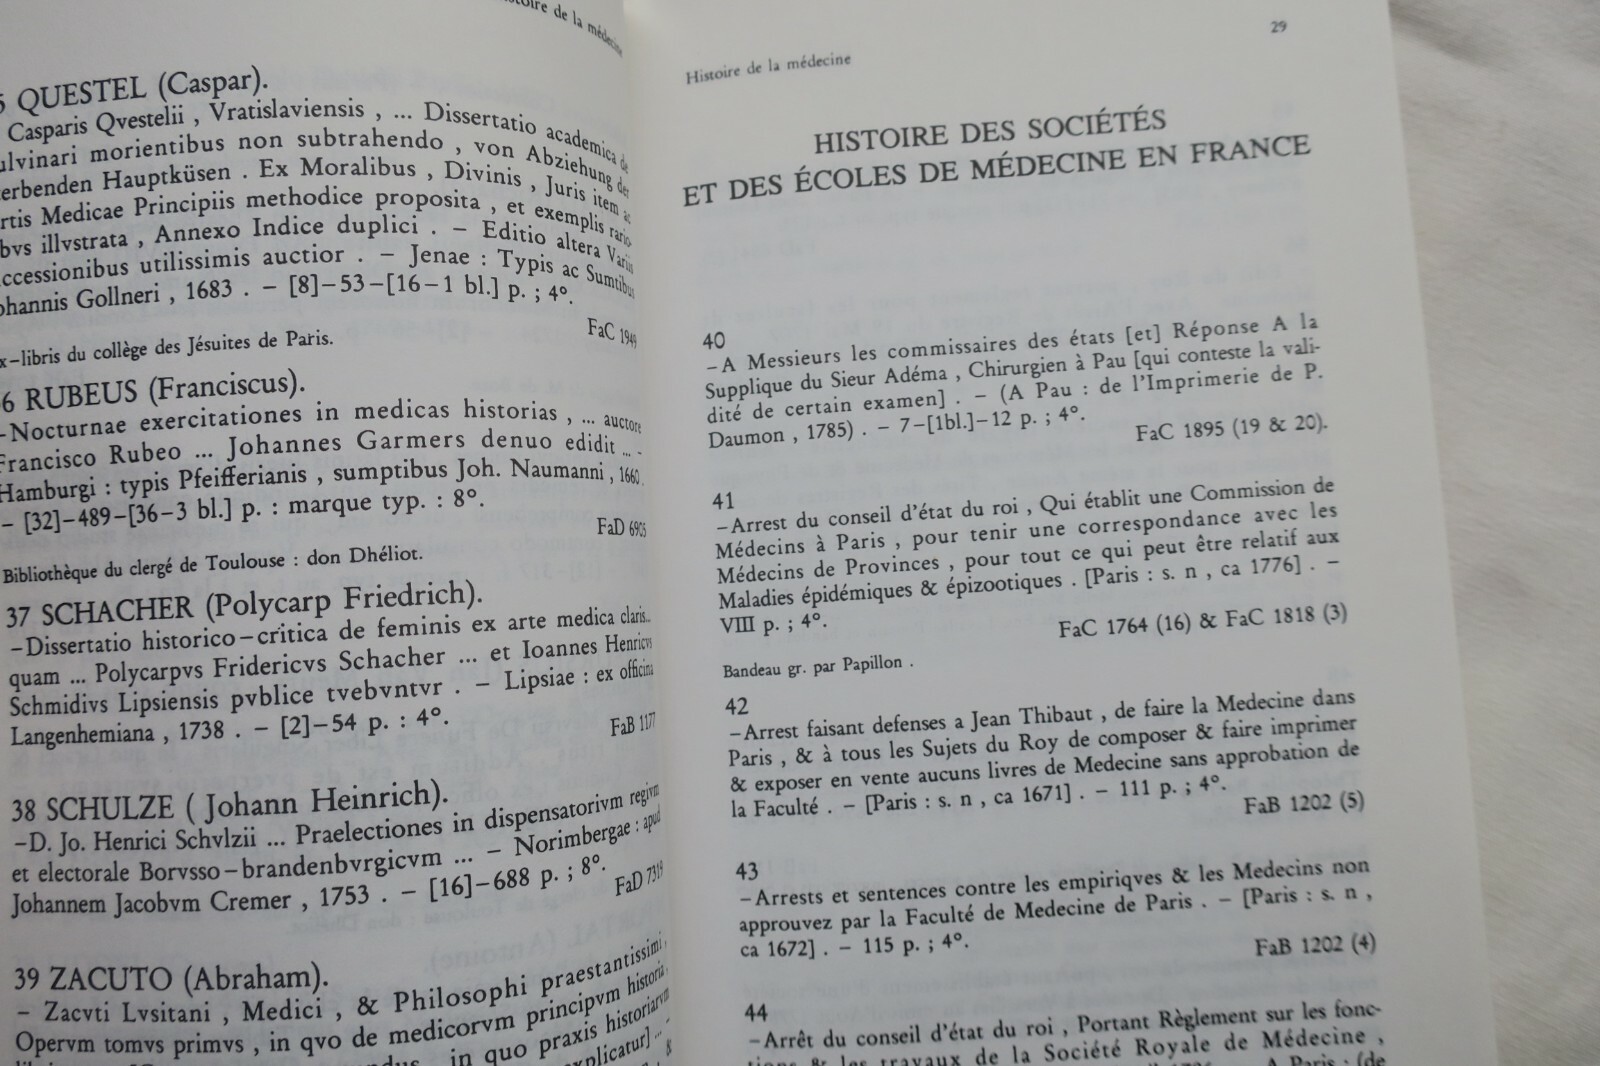 Histoire de la médecine
5 QUESTEL (Caspar).
Casparis Qvestelii , Vratislaviensis , ... Dissertatio academica de
ulvinari morientibus non subtrahendo , von Abziehung der
erbenden Hauptküsen . Ex Moralibus , Divinis , Juris item ac
rtis Medicae Principiis methodice proposita , et exemplis rario-
bvs illvstrata , Annexo Indice duplici . – Editio altera Variis
ccessionibus utilissimis auctior . – Jenae : Typis ac Sumtibus
ohannis Gollneri , 1683 . – [8]–53–[16–1 bl.] p. ; 4°.
FaC 1949
x-libris du collège des Jésuites de Paris.
6 RUBEUS (Franciscus).
–Nocturnae exercitationes in medicas historias , ... auctore
Francisco Rubeo ... Johannes Garmers denuo edidit ... –
Hamburgi : typis Pfeifferianis , sumptibus Joh. Naumanni , 1660.
– [32]–489–[36–3 bl.] p. : marque typ. : 8°.
FaD 6905
Bibliothèque du clergé de Toulouse : don Dhéliot.
37 SCHACHER (Polycarp Friedrich).
–Dissertatio historico–critica de feminis ex arte medica claris..
quam ... Polycarpvs Fridericvs Schacher ... et Ioannes Henricvs
Schmidivs Lipsiensis pvblice tvebvntvr . – Lipsiae : ex officina
Langenhemiana , 1738 . – [2]–54 p. : 4°.
FaB 1177
38 SCHULZE ( Johann Heinrich).
–D. Jo. Henrici Schvlzii ... Praelectiones in dispensatorivm regivm
et electorale Borvsso–brandenbvrgicvm ... – Norimbergae : apud
Johannem Jacobvm Cremer , 1753 . – [16]–688 p. ; 8°.
FaD 7319
39 ZACUTO (Abraham).
– Zacvti Lvsitani , Medici , & Philosophi praestantissimi,
Opervm tomvs primvs , in qvo de medicorvm principvm historia,
in quo praxis historiarvm
explicatur] ... –
29
Histoire de la médecine
HISTOIRE DES SOCIÉTÉS
ET DES ÉCOLES DE MÉDECINE EN FRANCE
40
–A Messieurs les commissaires des états [et] Réponse A la
Supplique du Sieur Adéma , Chirurgien à Pau [qui conteste la vali-
dité de certain examen] . – (A Pau : de l'Imprimerie de P.
Daumon , 1785) . – 7–[1bl.]–12 p. ; 4°.
FaC 1895 (19 & 20).
41
–Arrest du conseil d'état du roi , Qui établit une Commission de
Médecins à Paris , pour tenir une correspondance avec les
Médecins de Provinces , pour tout ce qui peut être relatif aux
Maladies épidémiques & épizootiques . [Paris : s. n , ca 1776] . –
VIII p. ; 4°.
FaC 1764 (16) & FaC 1818 (3)
Bandeau gr. par Papillon .
42
–Arrest faisant defenses a Jean Thibaut , de faire la Medecine dans
Paris , & à tous les Sujets du Roy de composer & faire imprimer
& exposer en vente aucuns livres de Medecine sans approbation de
la Faculté . – [Paris : s. n , ca 1671] . – 111 p. ; 4°.
FaB 1202 (5)
43
–Arrests et sentences contre les empiriqves & les Medecins non
approuvez par la Faculté de Medecine de Paris . – [Paris : s. n ,
ca 1672] . – 115 p. ; 4°.
FaB 1202 (4)
44
–Arrêt du conseil d'état du roi , Portant Règlement sur les fonc-
tions & les travaux de la Société Royale de Médecine ,
A Paris : (de